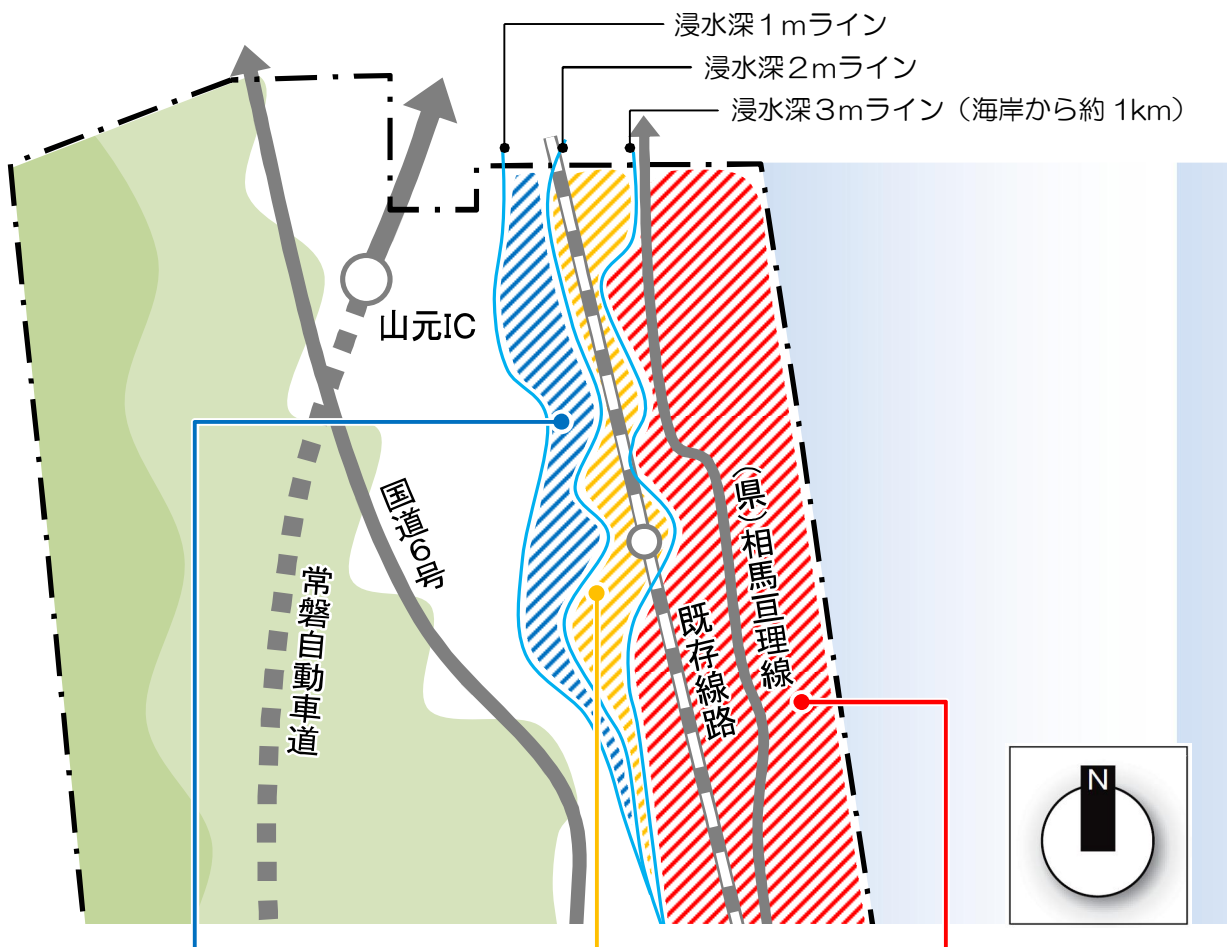 浸水深１ｍライン
浸水深２ｍライン
浸水深３ｍライン（海岸から約 1km）
山元IC
国道６号
常磐自動車道
（県）相馬亘理線
既存線路
N